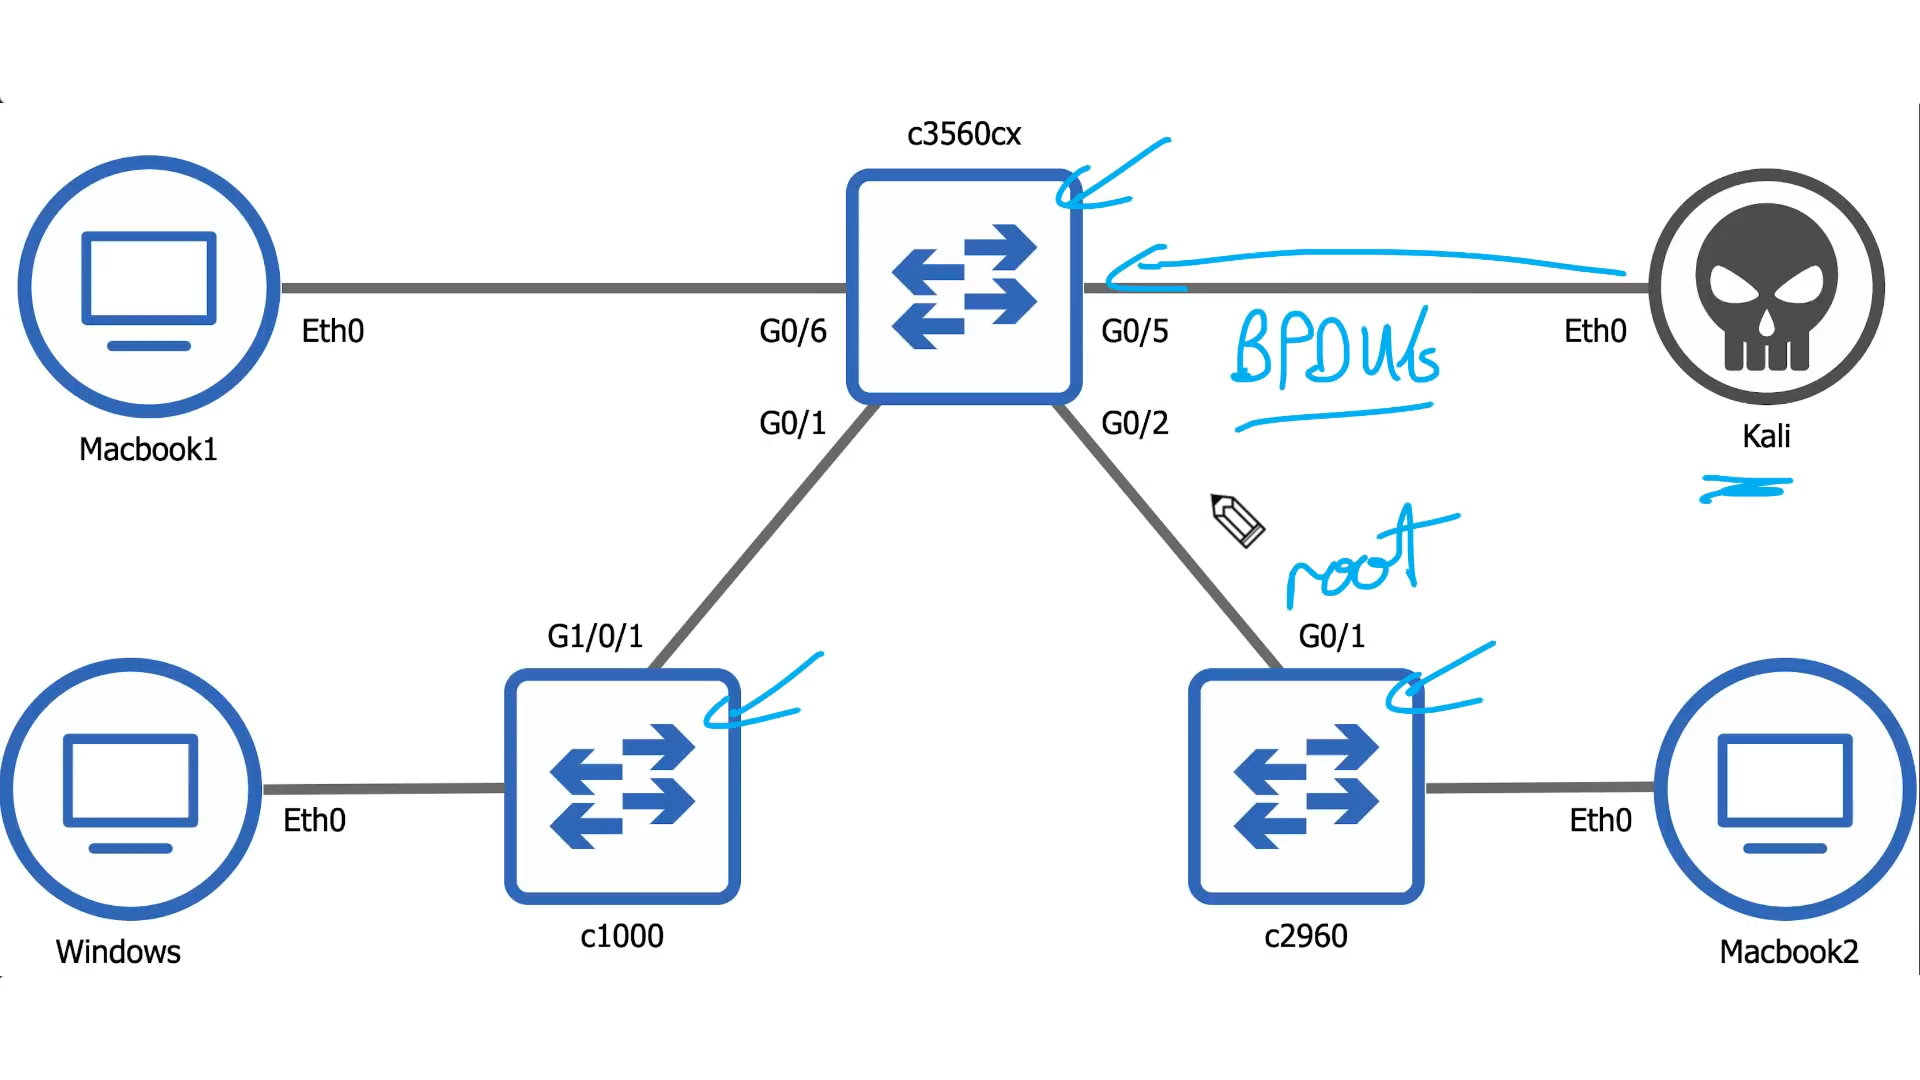 c3560cx
Eth0
G0/6
G0/5
BPDU's
Eth0
Macbook1
G0/1
G0/2
Kali
root
G1/0/1
G0/1
Eth0
Eth0
Windows
c1000
c2960
Macbook2